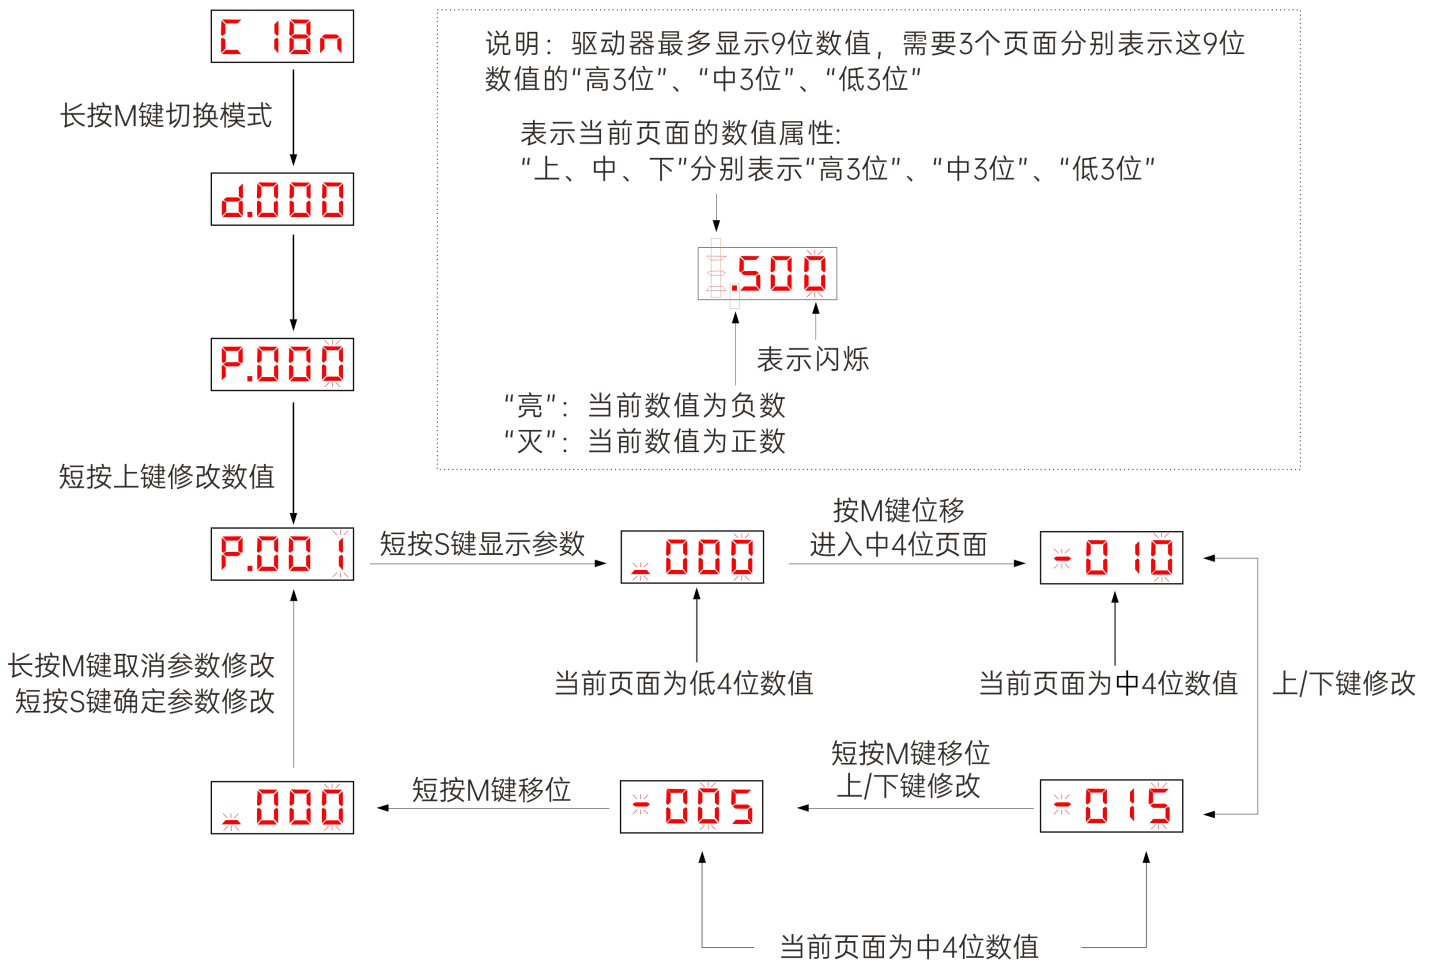 C 18n
说明：驱动器最多显示9位数值，需要3个页面分别表示这9位
数值的“高3位”、“中3位”、“低3位”
长按M键切换模式
表示当前页面的数值属性:
“上、中、下”分别表示“高3位”、“中3位”、“低3位”
d.000
.500
P.000
表示闪烁
“亮”：当前数值为负数
“灭”：当前数值为正数
短按上键修改数值
P.001
短按S键显示参数
_000
按M键位移
进入中4位页面
-010
长按M键取消参数修改
短按S键确定参数修改
当前页面为低4位数值
当前页面为中4位数值
上/下键修改
_000
短按M键移位
-005
短按M键移位
上/下键修改
-015
当前页面为中4位数值